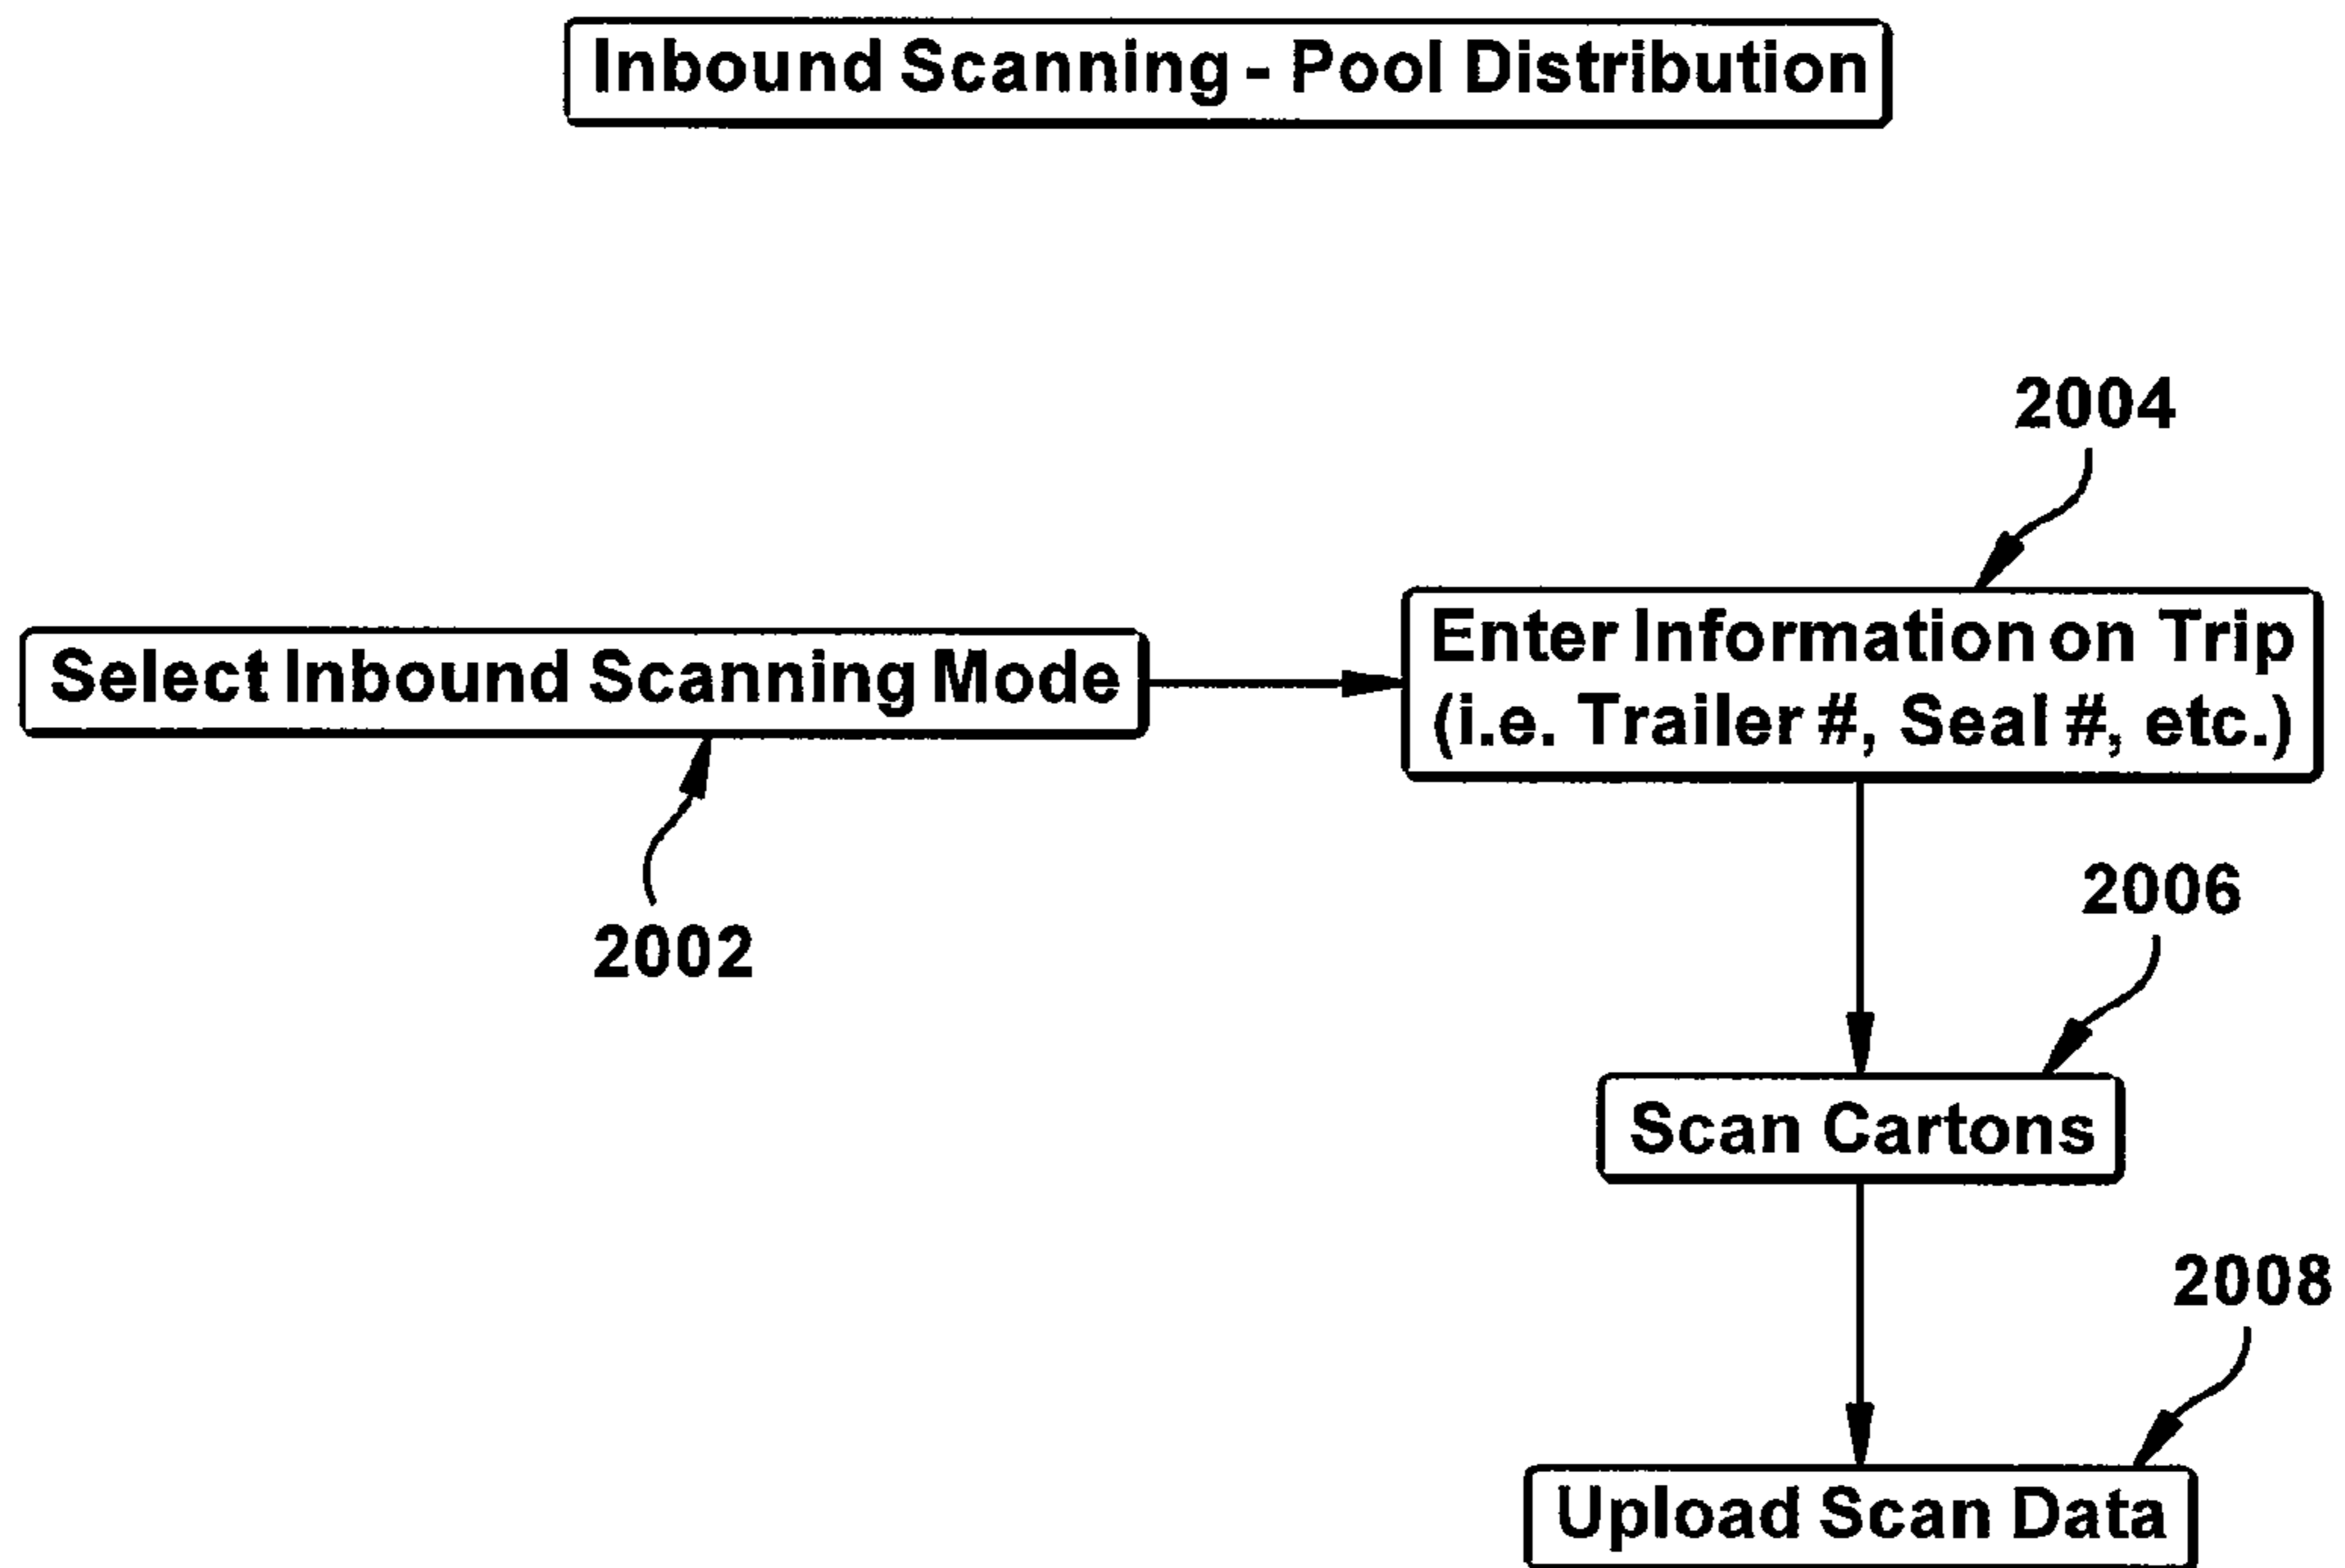 Inbound Scanning - Pool Distribution
2004
Enter Information on Trip
(i.e. Trailer #, Seal #, etc.)
Select Inbound Scanning Mode
2002
2006
Scan Cartons
2008
Upload Scan Data